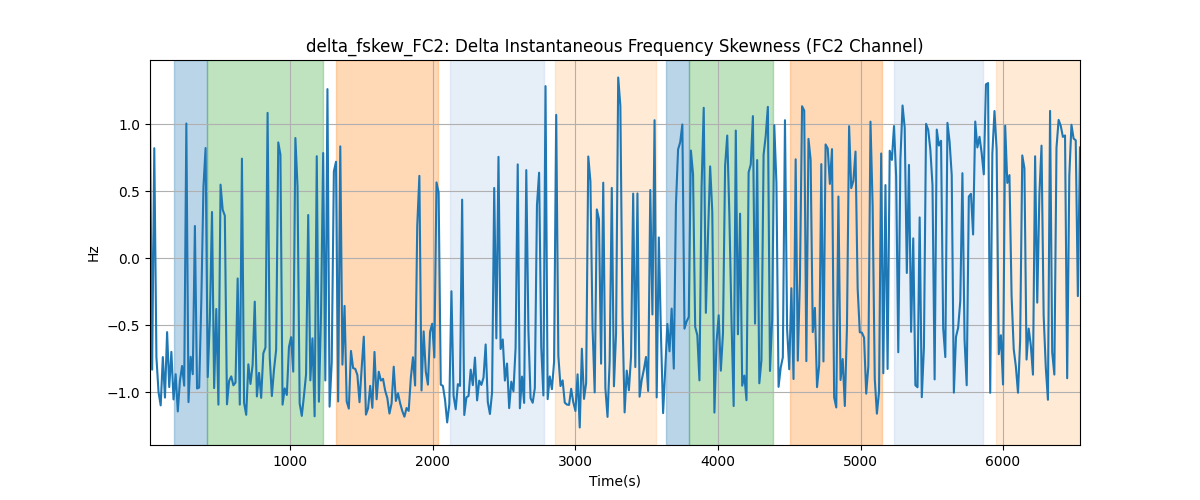 delta_fskew_FC2: Delta Instantaneous Frequency Skewness (FC2 Channel)
1.0
0.5
0.0
−0.5
−1.0
Hz
1000 2000 3000 4000 5000 6000
Time(s)